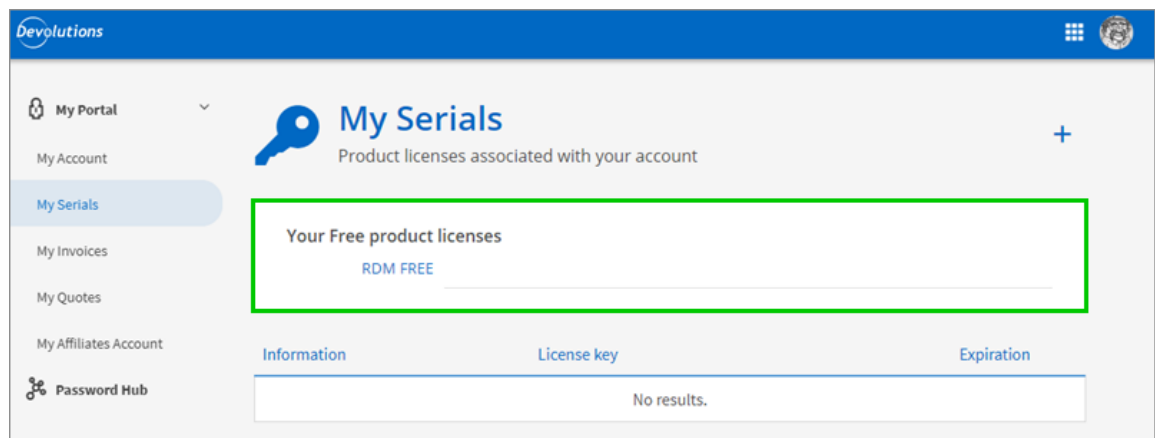 Devolutions
My Portal
My Account
My Serials
My Invoices
My Quotes
My Affiliates Account
Password Hub
My Serials
Product licenses associated with your account
Your Free product licenses
RDM FREE
Information License key Expiration
No results.